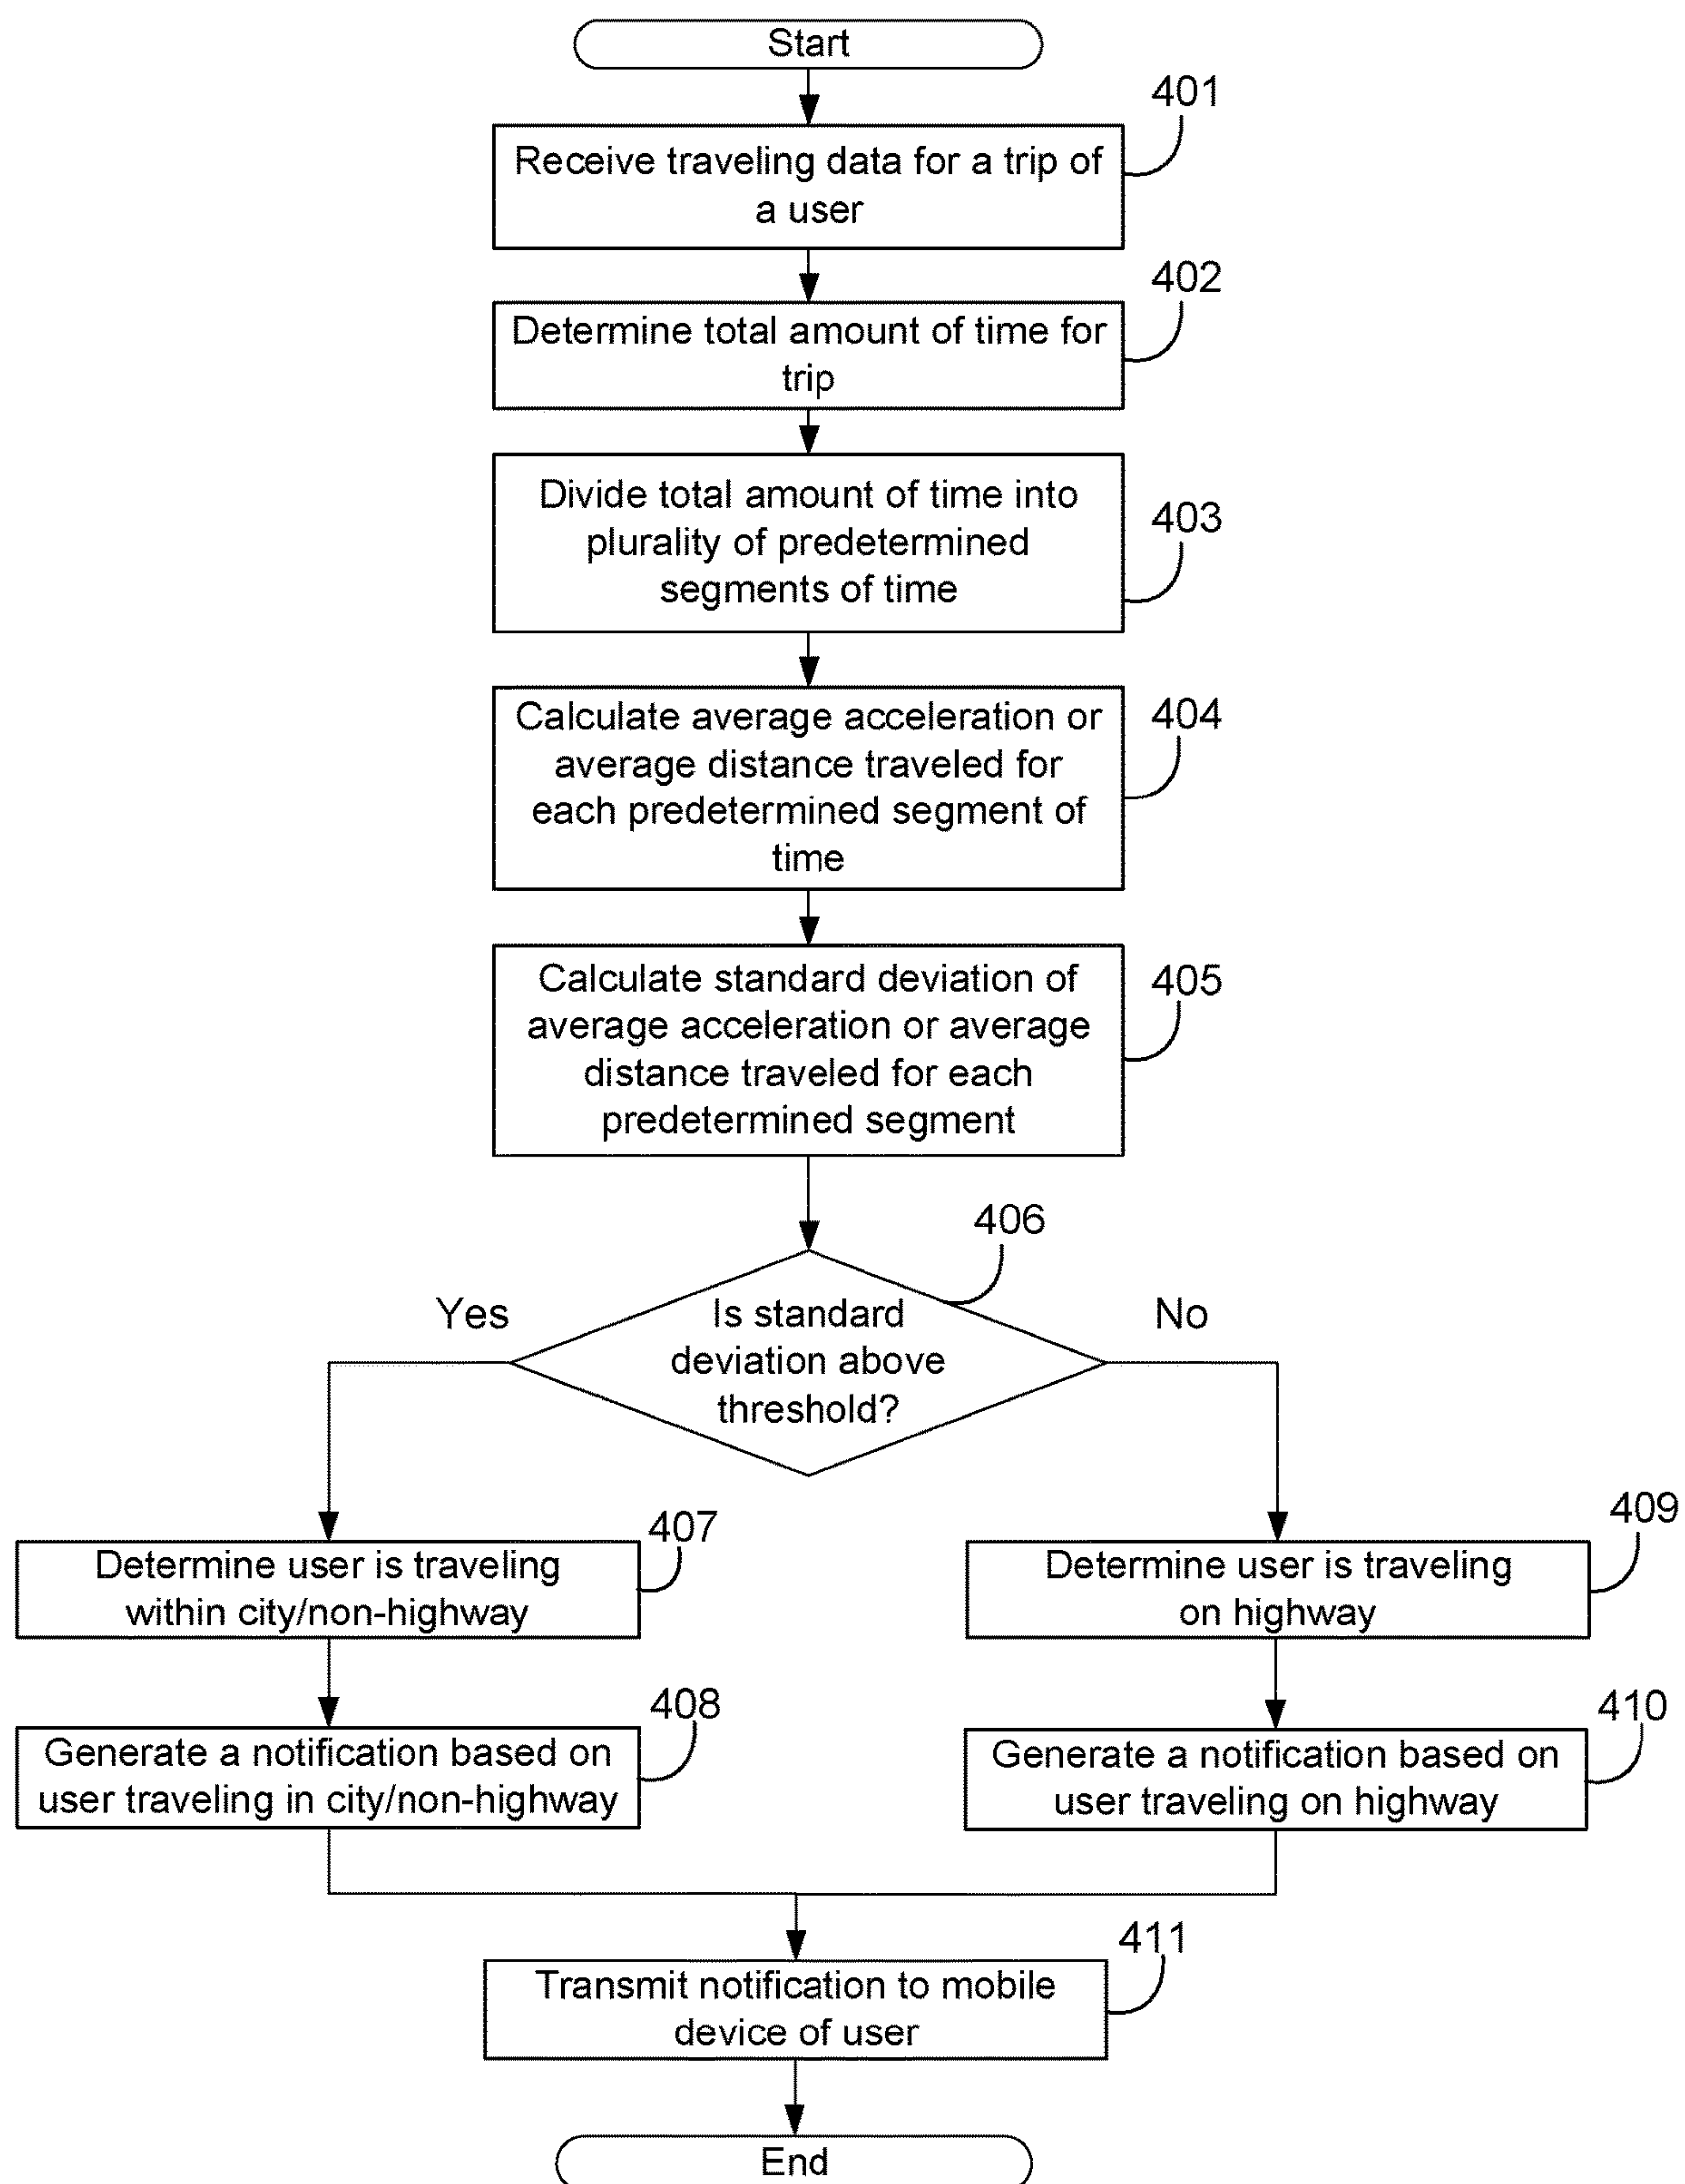 Start
401
Receive traveling data for a trip of
a user
402
Determine total amount of time for
trip
Divide total amount of time into
plurality of predetermined
segments of time
403
Calculate average acceleration or
average distance traveled for
each predetermined segment of
time
404
Calculate standard deviation of
average acceleration or average
distance traveled for each
predetermined segment
405
406
Yes
No
Is standard
deviation above
threshold?
407
Determine user is traveling
within city/non-highway
409
Determine user is traveling
on highway
408
Generate a notification based on
user traveling in city/non-highway
410
Generate a notification based on
user traveling on highway
411
Transmit notification to mobile
device of user
End